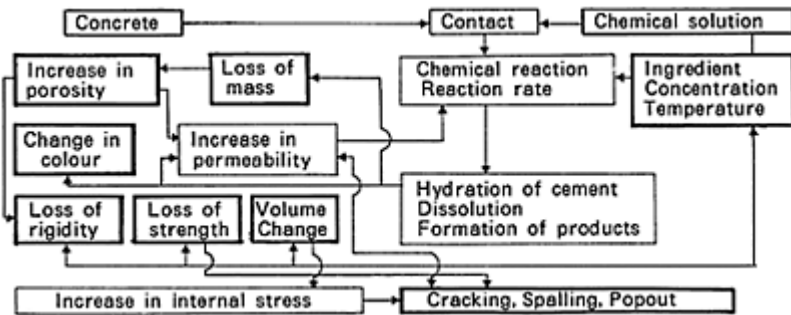 Concrete
Contact
Chemical solution
Increase in
porosity
Loss of
mass
Chemical reaction
Reaction rate
Ingredient
Concentration
Temperature
Change in
colour
Increase in
permeability
Hydration of cement
Dissolution
Formation of products
Loss of
rigidity
Loss of
strength
Volume
Change
Increase in internal stress
Cracking, Spalling, Popout